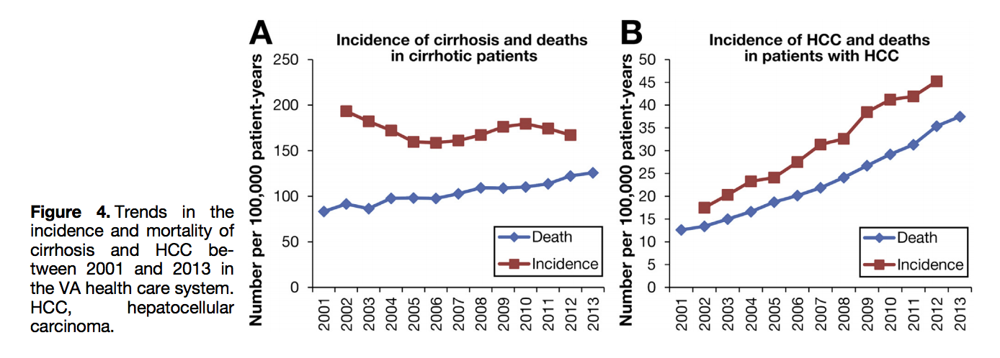 Figure 4. Trends in the
incidence and mortality of
cirrhosis and HCC be-
tween 2001 and 2013 in
the VA health care system.
HCC, hepatocellular
carcinoma.
A
Incidence of cirrhosis and deaths
in cirrhotic patients
Number per 100,000 patient-years
250
200
150
100
50
0
Death
Incidence
2001 2002 2003 2004 2005 2006 2007 2008 2009 2010 2011 2012 2013
B
Incidence of HCC and deaths
in patients with HCC
Number per 100,000 patient-years
50
45
40
35
30
25
20
15
10
5
0
Death
Incidence
2001 2002 2003 2004 2005 2006 2007 2008 2009 2010 2011 2012 2013